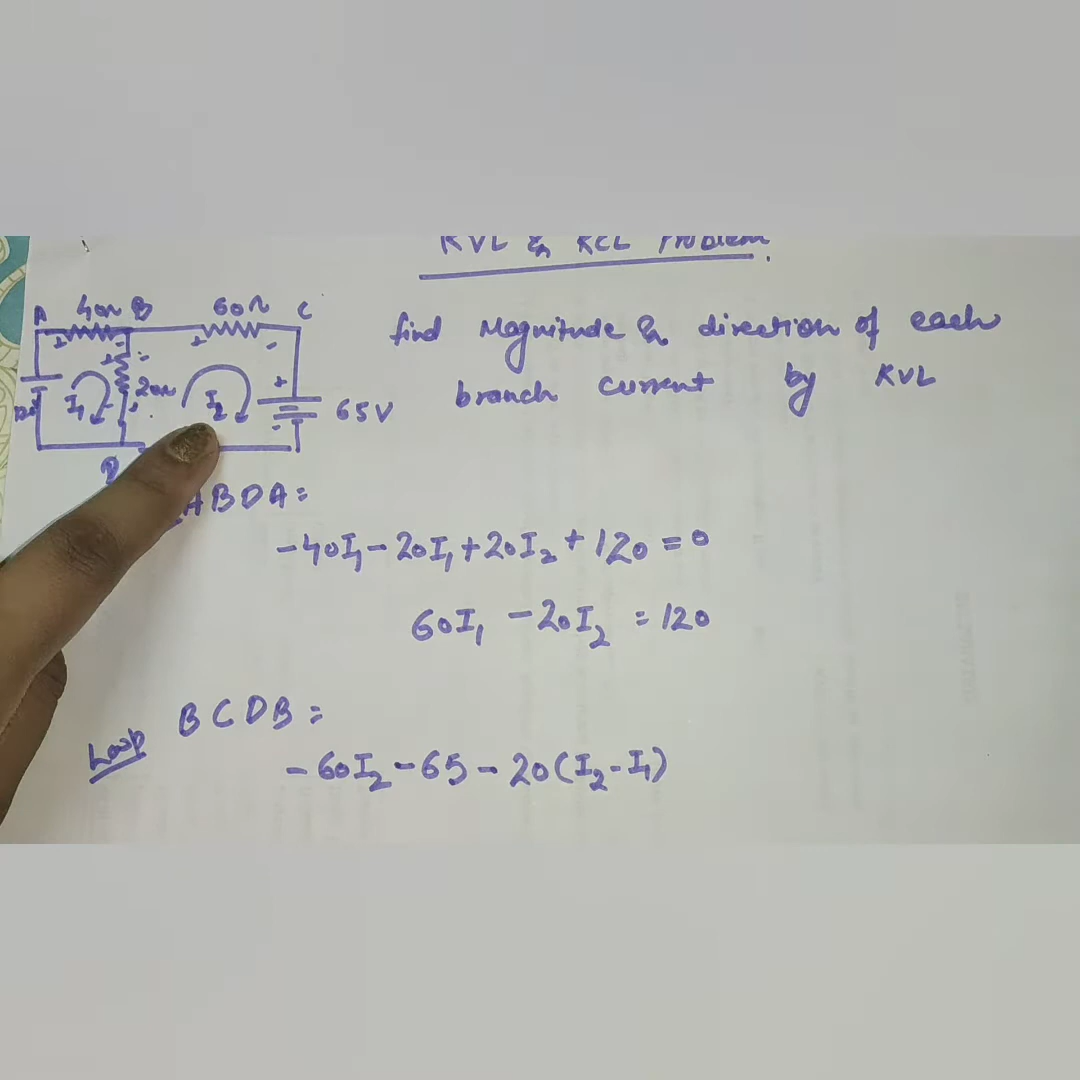 KVL & KCL Problem.
A 40Ω B 60Ω C
find Magnitude & direction of each
branch current by KVL
+ - + -
I₁ 20Ω I₂ 65V
D
ABDA:
-40I₁ - 20I₁ + 20I₂ + 120 = 0
60I₁ - 20I₂ = 120
Loop BCDB:
-60I₂ - 65 - 20(I₂ - I₁)